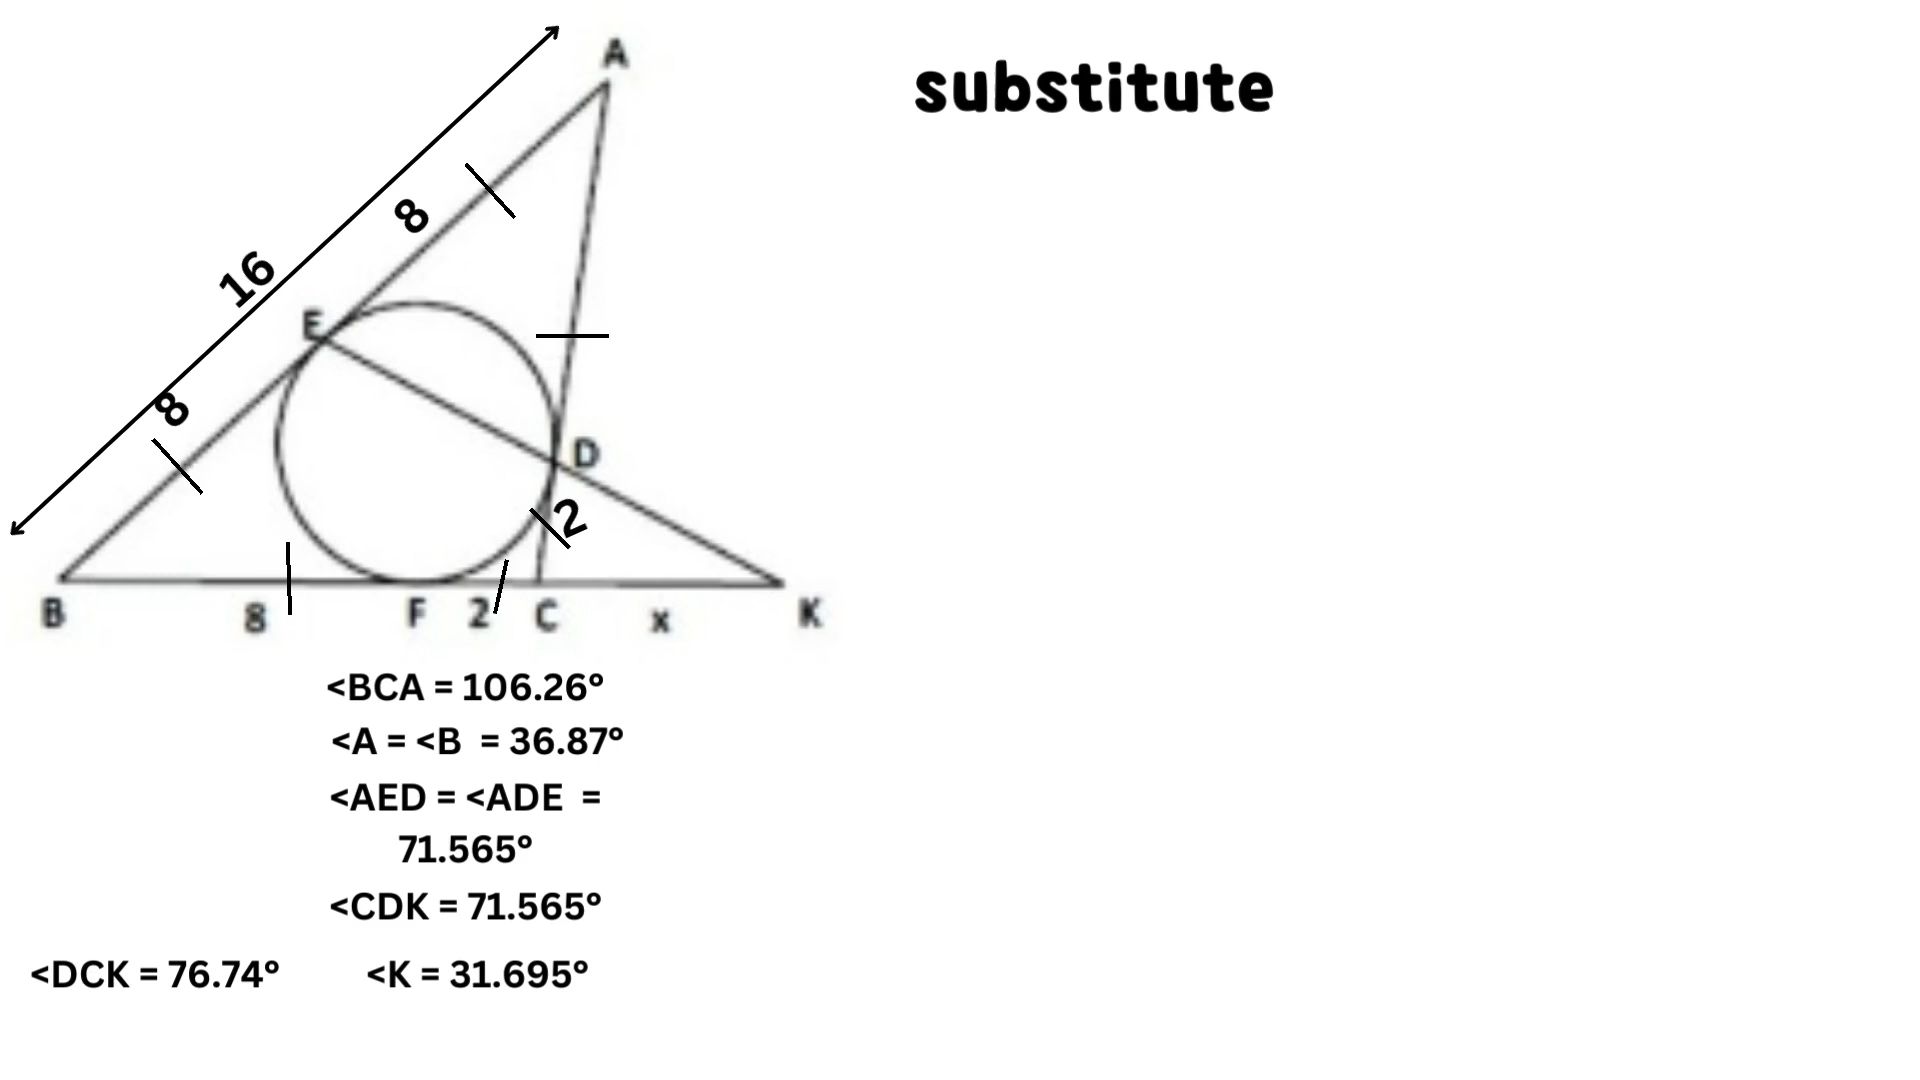 substitute
A
8
16
E
8
D
2
B
8
F
2
C
x
K
<BCA = 106.26°
<A = <B = 36.87°
<AED = <ADE =
71.565°
<CDK = 71.565°
<DCK = 76.74°
<K = 31.695°